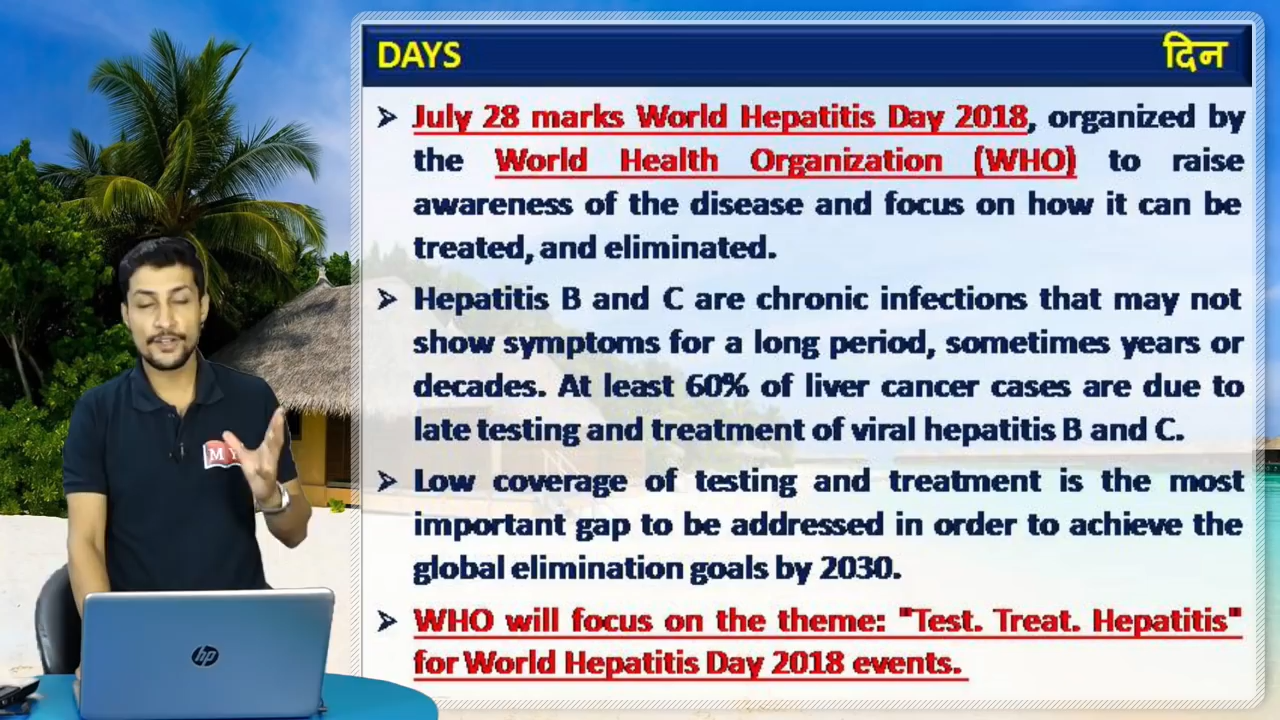 DAYS दिन
➢ July 28 marks World Hepatitis Day 2018, organized by
the World Health Organization (WHO) to raise
awareness of the disease and focus on how it can be
treated, and eliminated.
➢ Hepatitis B and C are chronic infections that may not
show symptoms for a long period, sometimes years or
decades. At least 60% of liver cancer cases are due to
late testing and treatment of viral hepatitis B and C.
➢ Low coverage of testing and treatment is the most
important gap to be addressed in order to achieve the
global elimination goals by 2030.
➢ WHO will focus on the theme: "Test. Treat. Hepatitis"
for World Hepatitis Day 2018 events.
hp